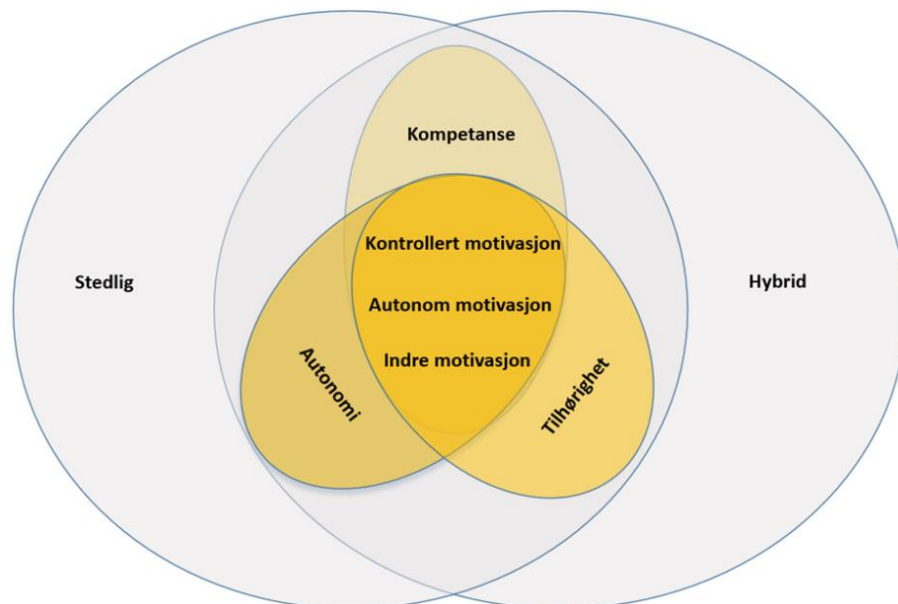 Kompetanse
Kontrollert motivasjon
Stedlig
Hybrid
Autonom motivasjon
Indre motivasjon
Autonomi
Tilhørighet